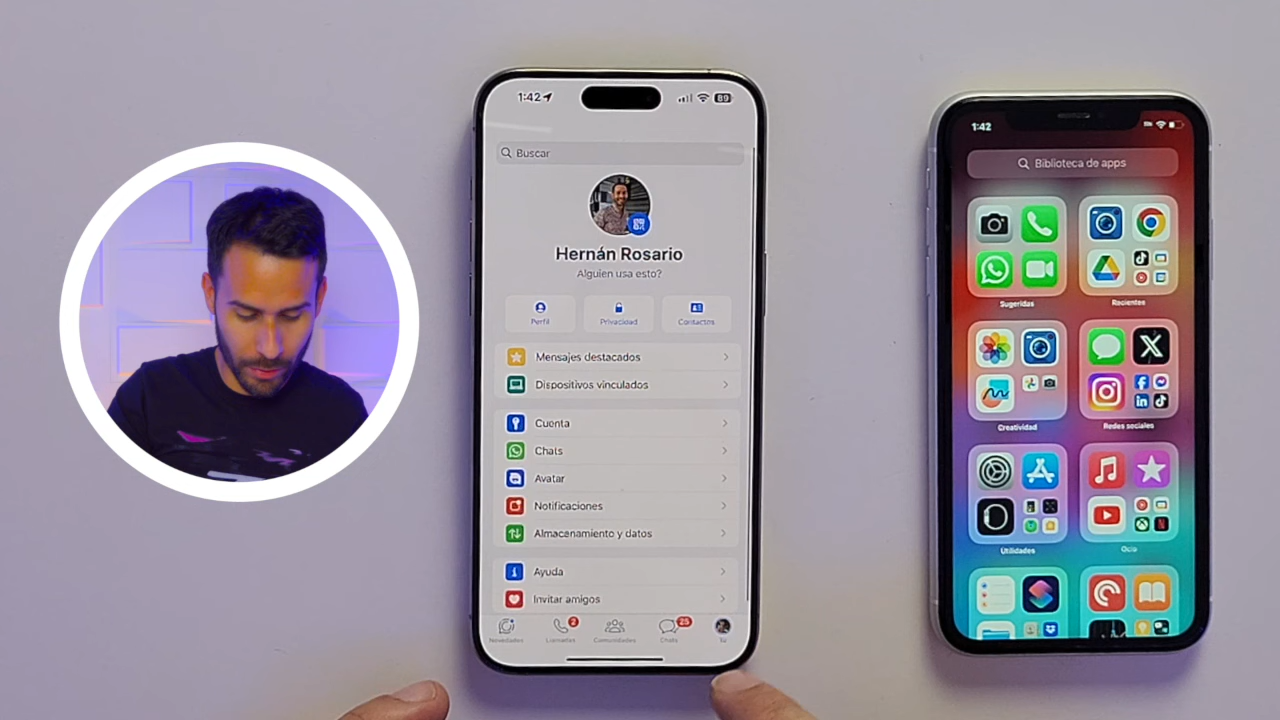 1:42
89
Buscar
Hernán Rosario
Alguien usa esto?
Perfil
Privacidad
Contactos
Mensajes destacados
Dispositivos vinculados
Cuenta
Chats
Avatar
Notificaciones
Almacenamiento y datos
Ayuda
Invitar amigos
2
25
Novedades
Llamadas
Comunidades
Chats
Tú
1:42
Biblioteca de apps
Sugeridas
Recientes
Creatividad
Redes sociales
Utilidades
Ocio